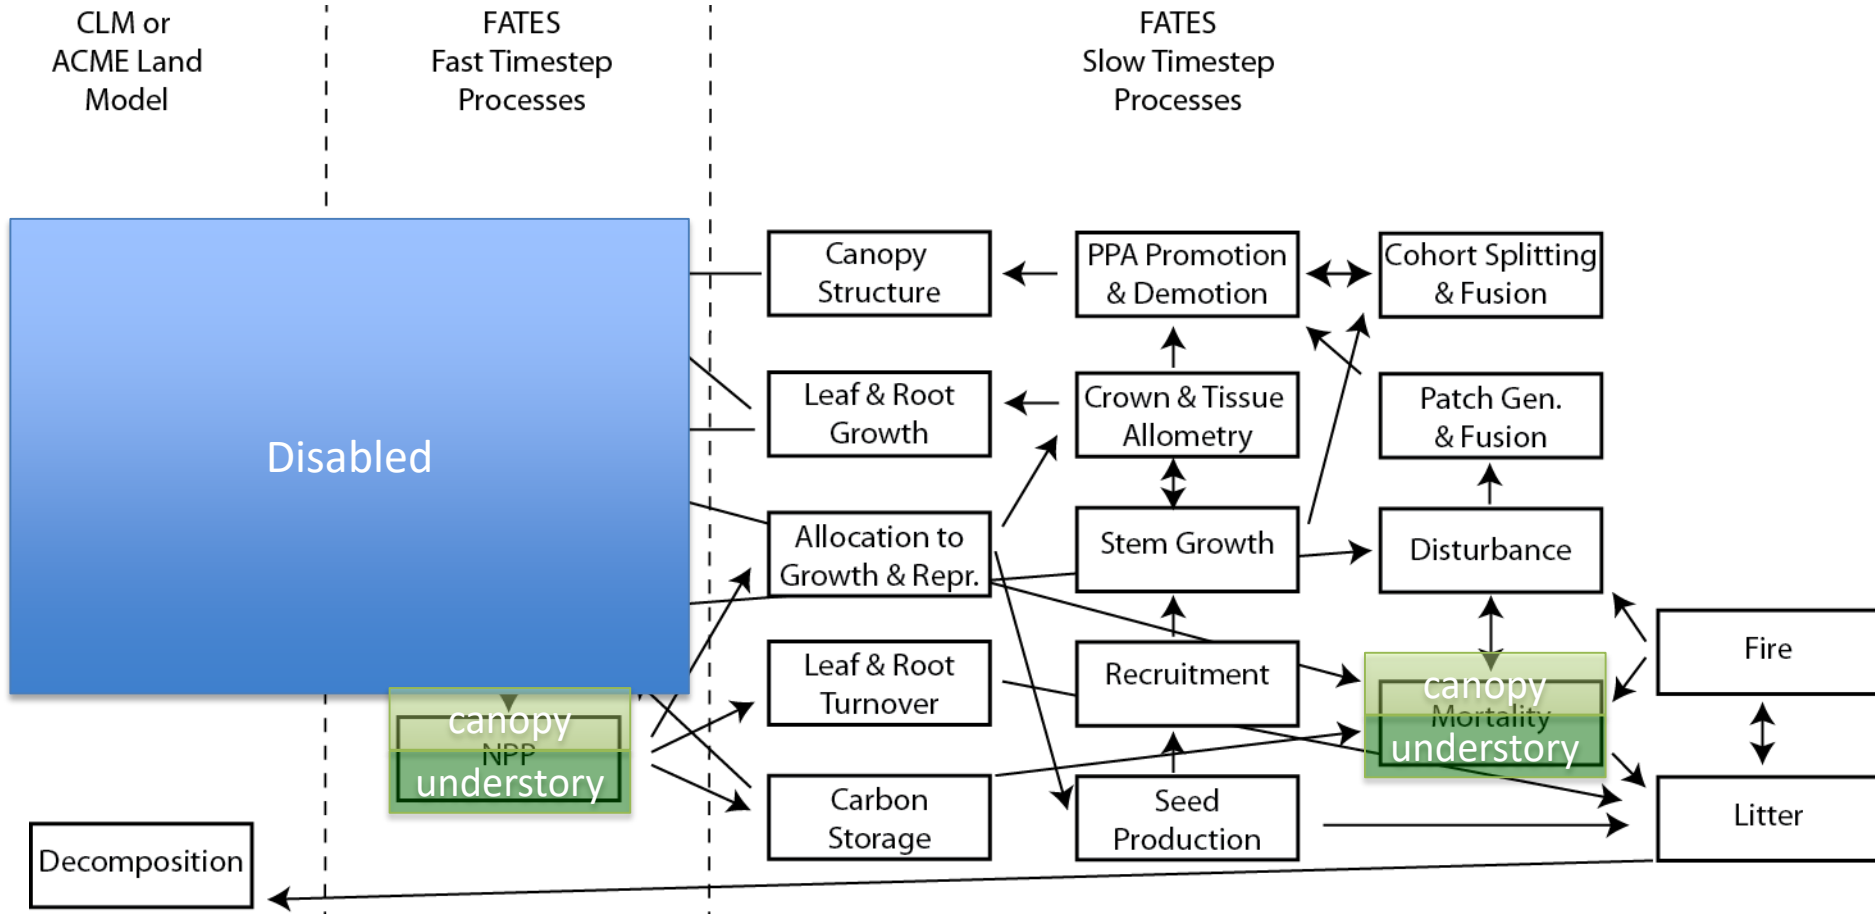 CLM or
ACME Land
Model
FATES
Fast Timestep
Processes
FATES
Slow Timestep
Processes
Disabled
Canopy
Structure
PPA Promotion
& Demotion
Cohort Splitting
& Fusion
Leaf & Root
Growth
Crown & Tissue
Allometry
Patch Gen.
& Fusion
Allocation to
Growth & Repr.
Stem Growth
Disturbance
Leaf & Root
Turnover
Recruitment
canopy
Mortality
understory
Fire
canopy
NPP
understory
Carbon
Storage
Seed
Production
Litter
Decomposition